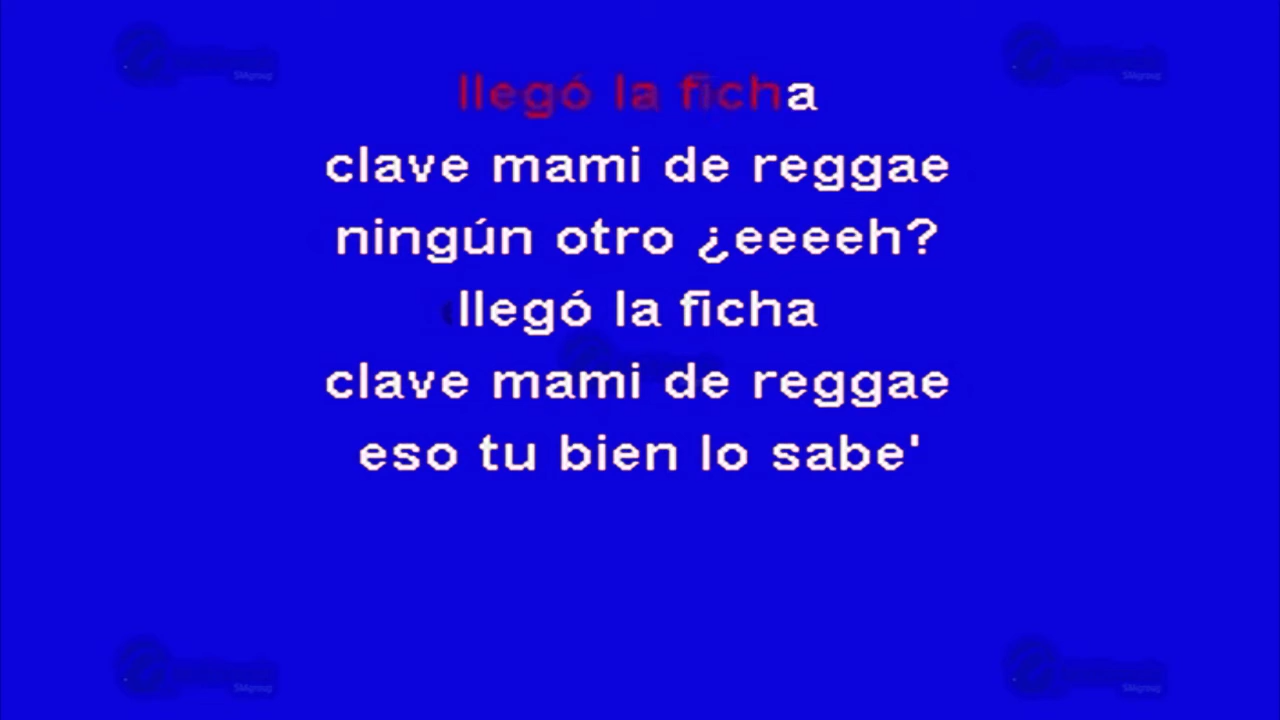 llegó la ficha
clave mami de reggae
ningún otro ¿eeeeh?
llegó la ficha
clave mami de reggae
eso tu bien lo sabe'